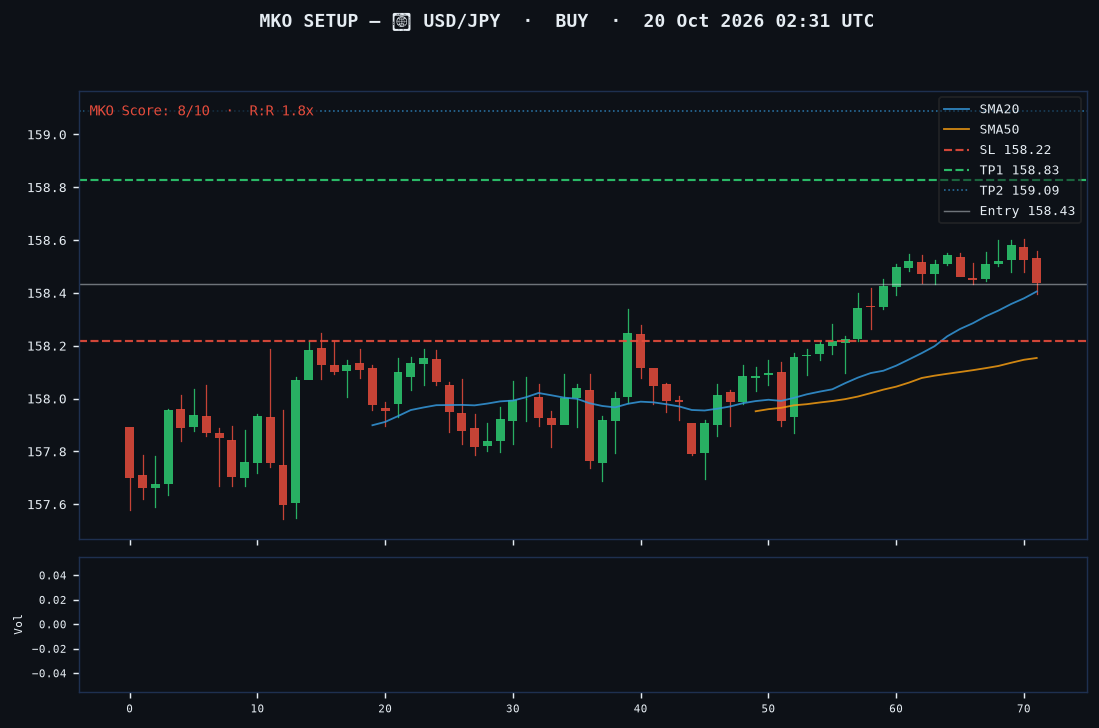 MKO SETUP — 🌐 USD/JPY · BUY · 20 Oct 2026 02:31 UTC
MKO Score: 8/10 · R:R 1.8x
SMA20
SMA50
SL 158.22
TP1 158.83
TP2 159.09
Entry 158.43
159.0
158.8
158.6
158.4
158.2
158.0
157.8
157.6
Vol
0.04
0.02
0.00
−0.02
−0.04
0 10 20 30 40 50 60 70